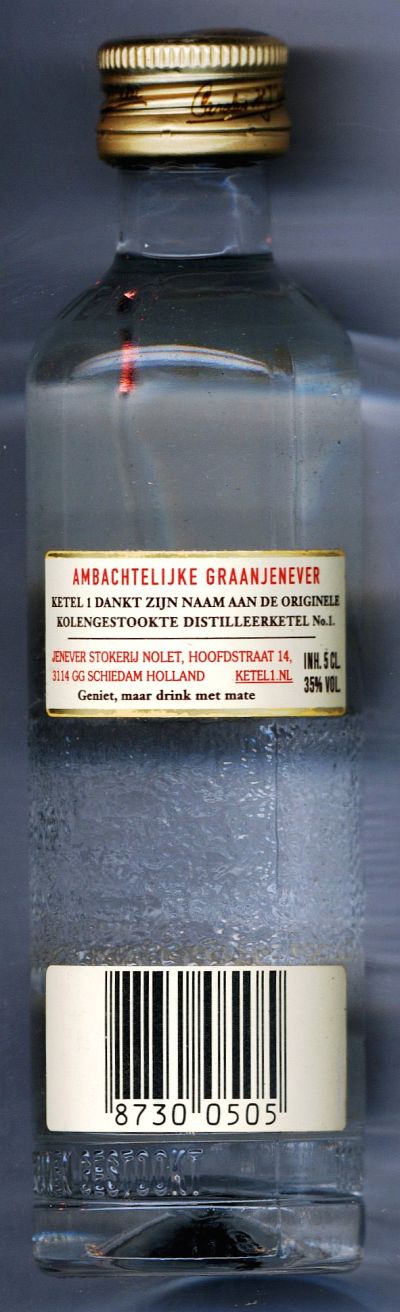 AMBACHTELIJKE GRAANJENEVER
KETEL 1 DANKT ZIJN NAAM AAN DE ORIGINELE
KOLENGESTOOKTE DISTILLEERKETEL No.1.
JENEVER STOKERIJ NOLET, HOOFDSTRAAT 14,
3114 GG SCHIEDAM HOLLAND KETEL1.NL
Geniet, maar drink met mate
INH. 5 CL.
35% VOL.
8730 0505
GESTOOKT